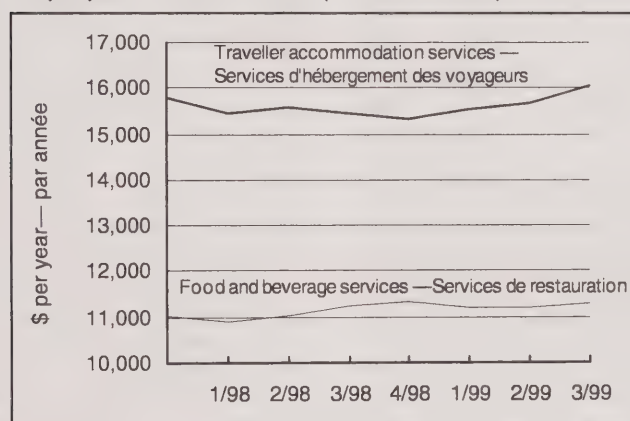 17,000
Traveller accommodation services —
Services d'hébergement des voyageurs
16,000
15,000
14,000
13,000
12,000
Food and beverage services —Services de restauration
11,000
10,000
$ per year— par année
1/98 2/98 3/98 4/98 1/99 2/99 3/99